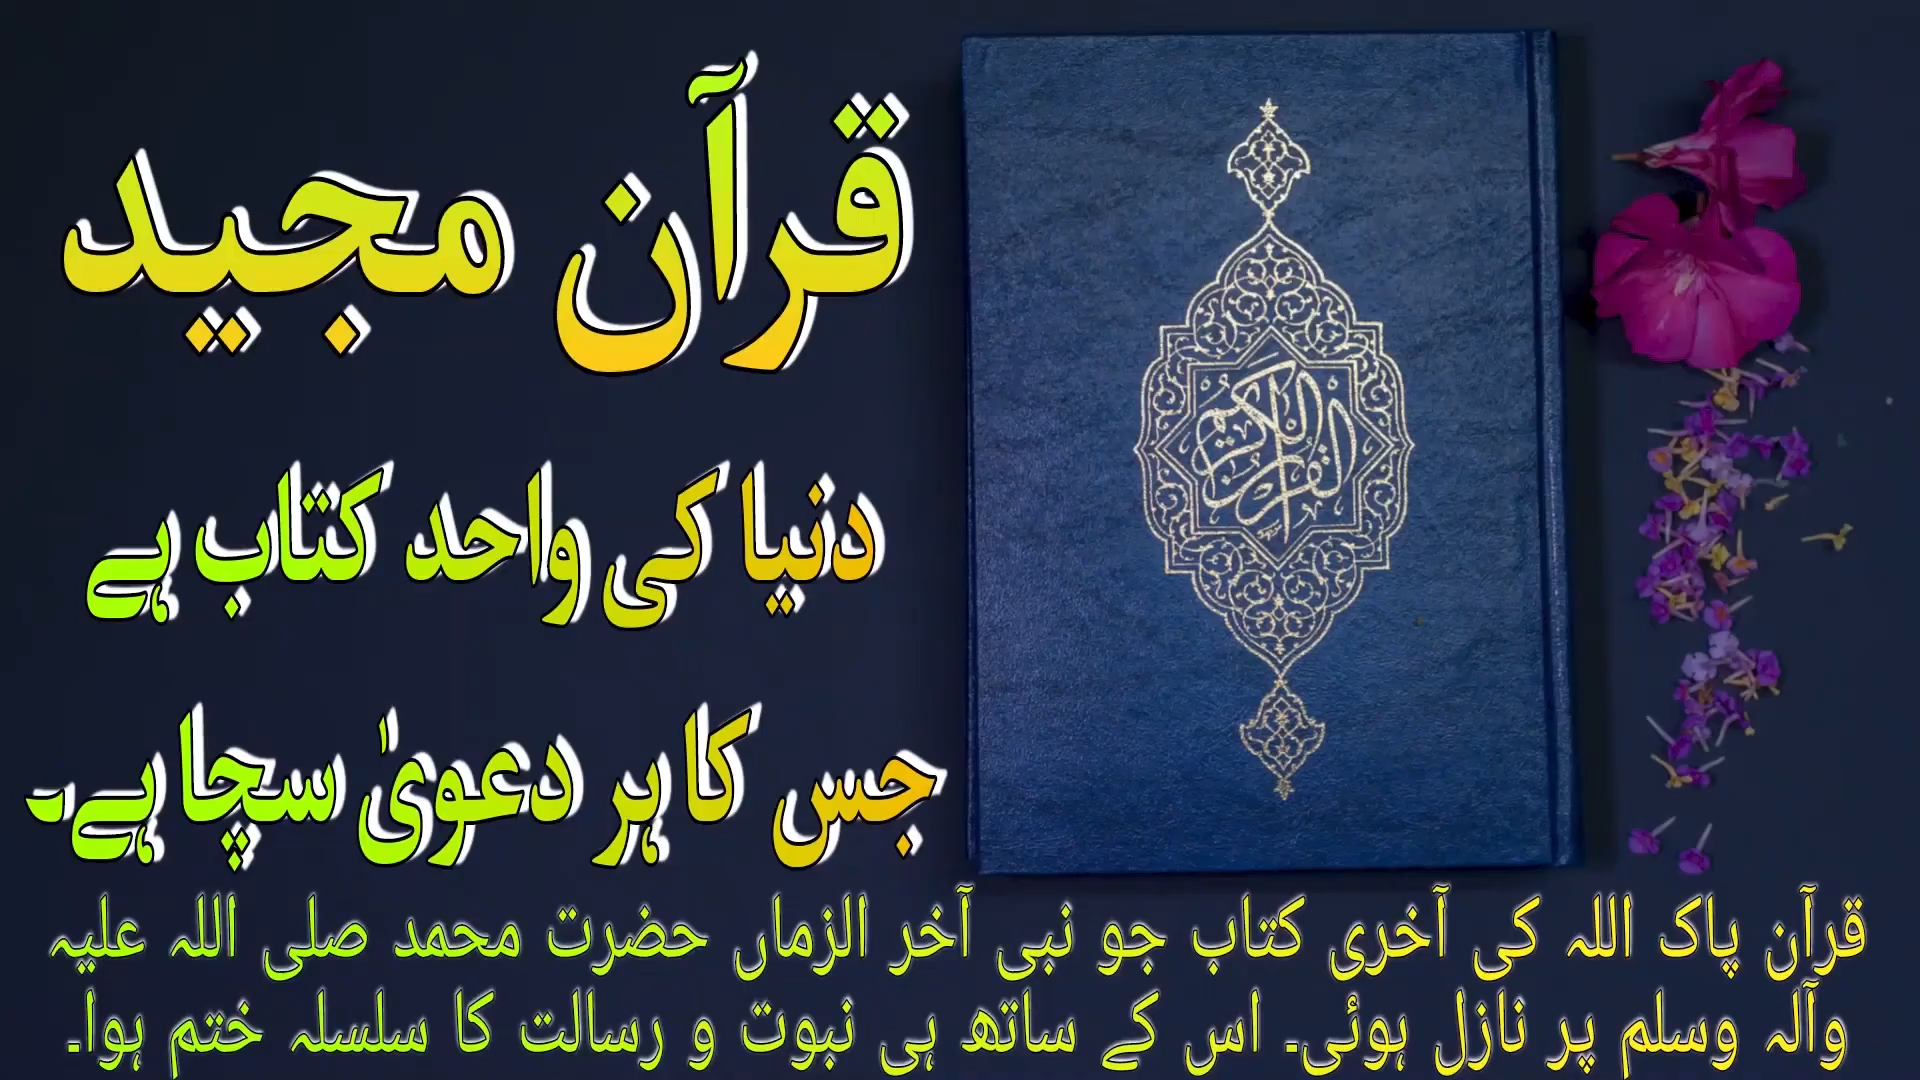 قرآن مجید
دنیا کی واحد کتاب ہے
جس کا ہر دعویٰ سچا ہے۔
القرآن الكريم
قرآن پاک اللہ کی آخری کتاب جو نبی آخر الزماں حضرت محمد صلی اللہ علیہ
وآلہ وسلم پر نازل ہوئی۔ اس کے ساتھ ہی نبوت و رسالت کا سلسلہ ختم ہوا۔